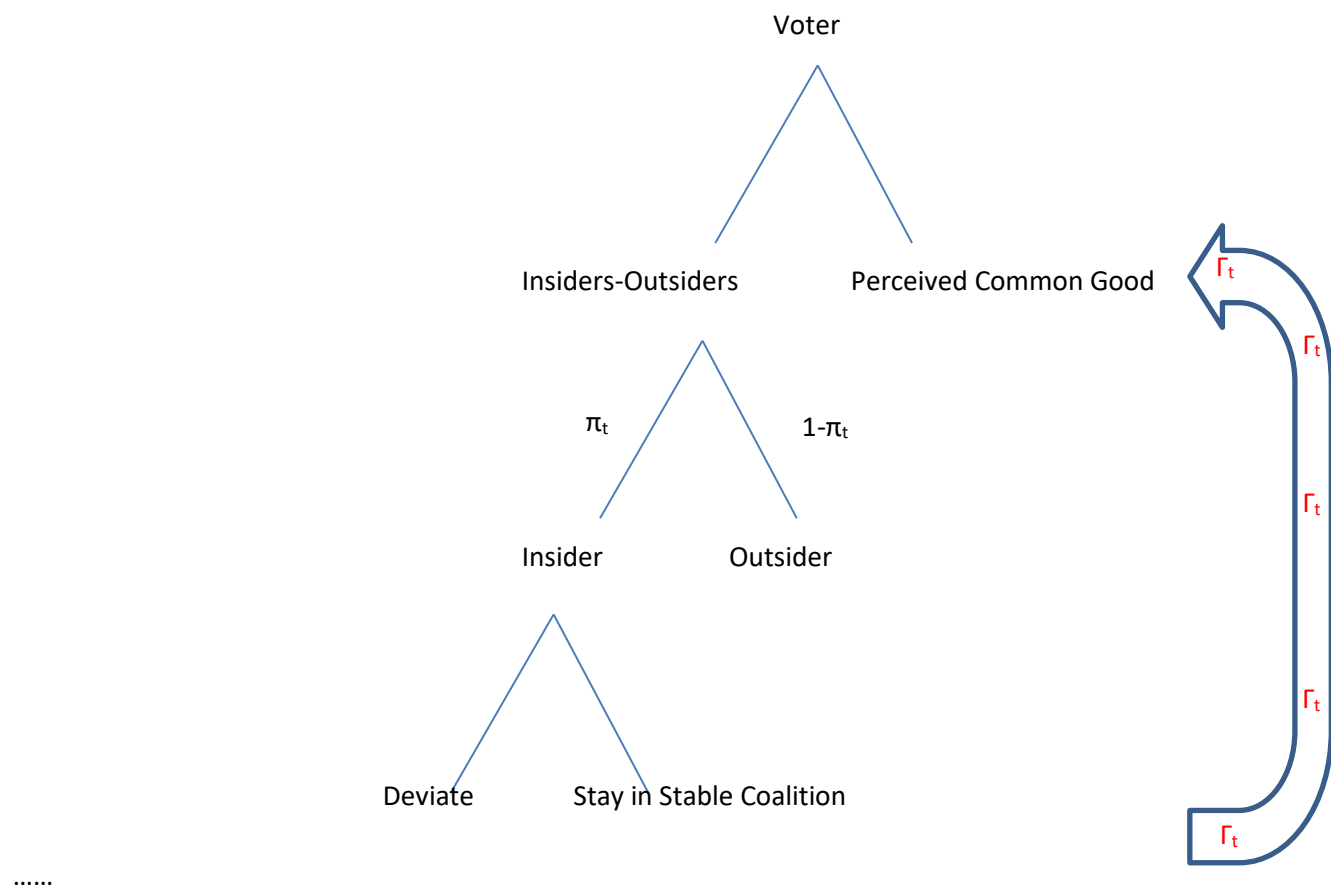 Voter
Insiders-Outsiders
Perceived Common Good
Γt
Γt
πt
1-πt
Γt
Insider
Outsider
Γt
Deviate
Stay in Stable Coalition
Γt
......